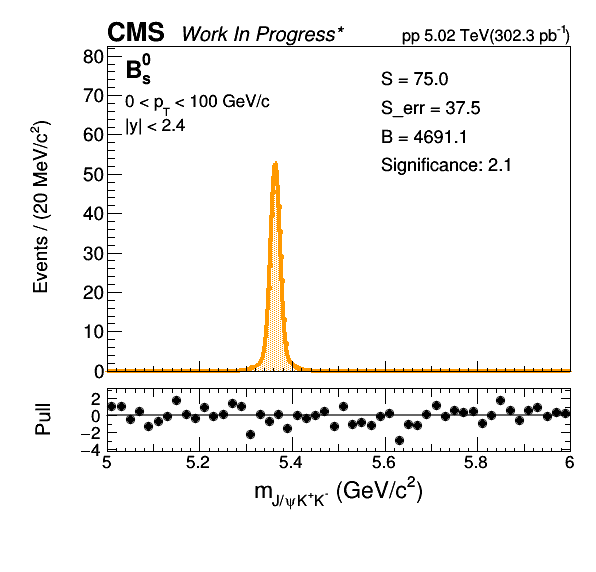 CMS Work In Progress* pp 5.02 TeV(302.3 pb⁻¹)
B⁰ₛ
0 < p_T < 100 GeV/c
|y| < 2.4
S = 75.0
S_err = 37.5
B = 4691.1
Significance: 2.1
Events / (20 MeV/c²)
80
70
60
50
40
30
20
10
0
Pull
2
0
−2
−4
5 5.2 5.4 5.6 5.8 6
m_{J/ψK⁺K⁻} (GeV/c²)